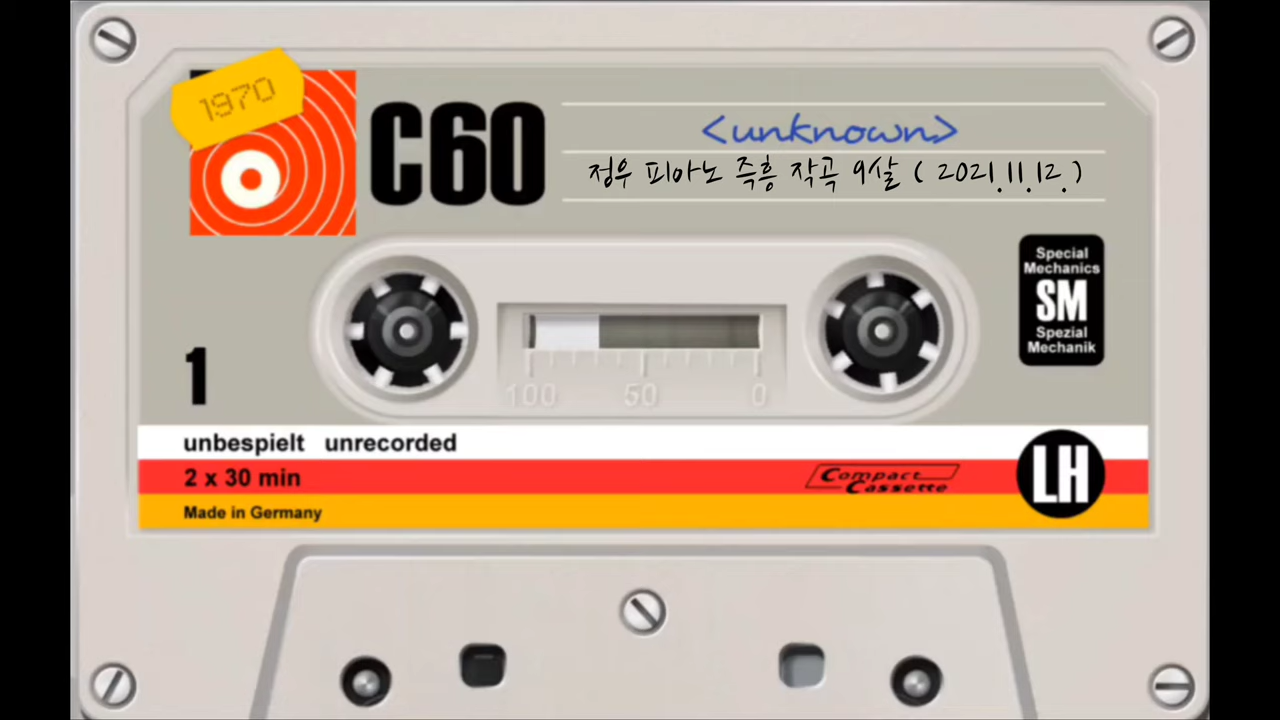 1970
C60
<unknown>
정우 피아노 즉흥 작곡 9살 ( 2021.11.12. )
Special
Mechanics
SM
Spezial
Mechanik
1
100 50 0
unbespielt unrecorded
2 x 30 min
Compact
Cassette
LH
Made in Germany